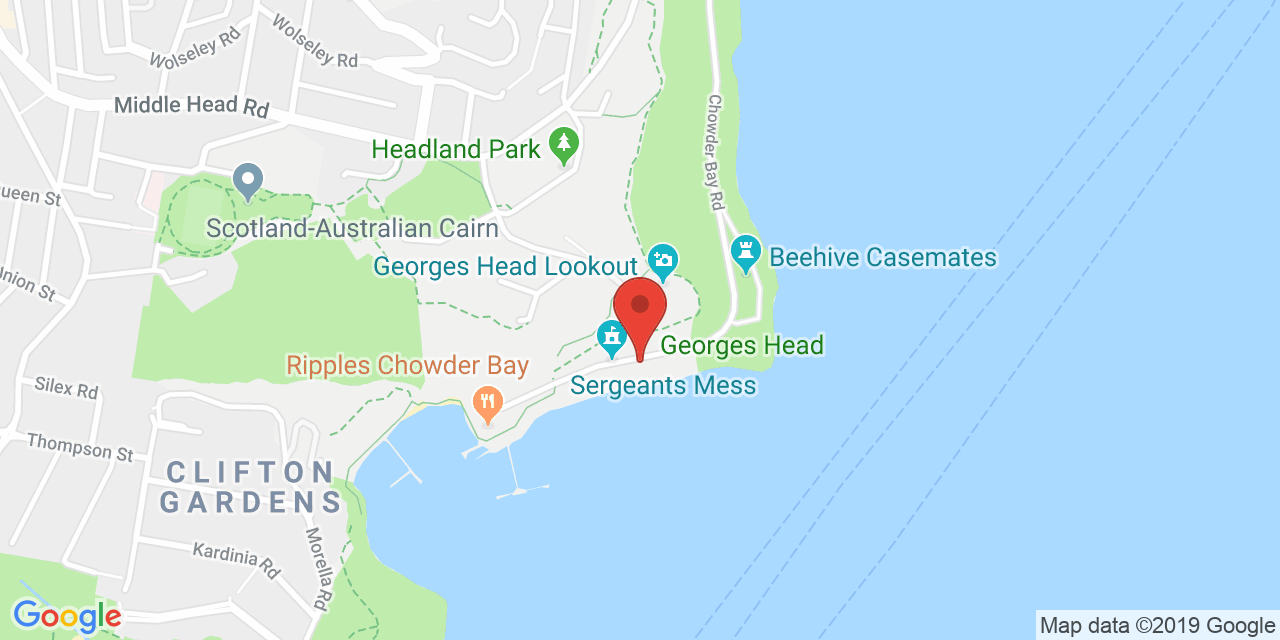 Wolseley Rd
Wolseley Rd
Middle Head Rd
Chowder Bay Rd
Headland Park
ueen St
Scotland-Australian Cairn
Georges Head Lookout
Beehive Casemates
Union St
Georges Head
Ripples Chowder Bay
Sergeants Mess
Silex Rd
Thompson St
CLIFTON
GARDENS
Kardinia Rd
Morella Rd
Google
Map data ©2019 Google